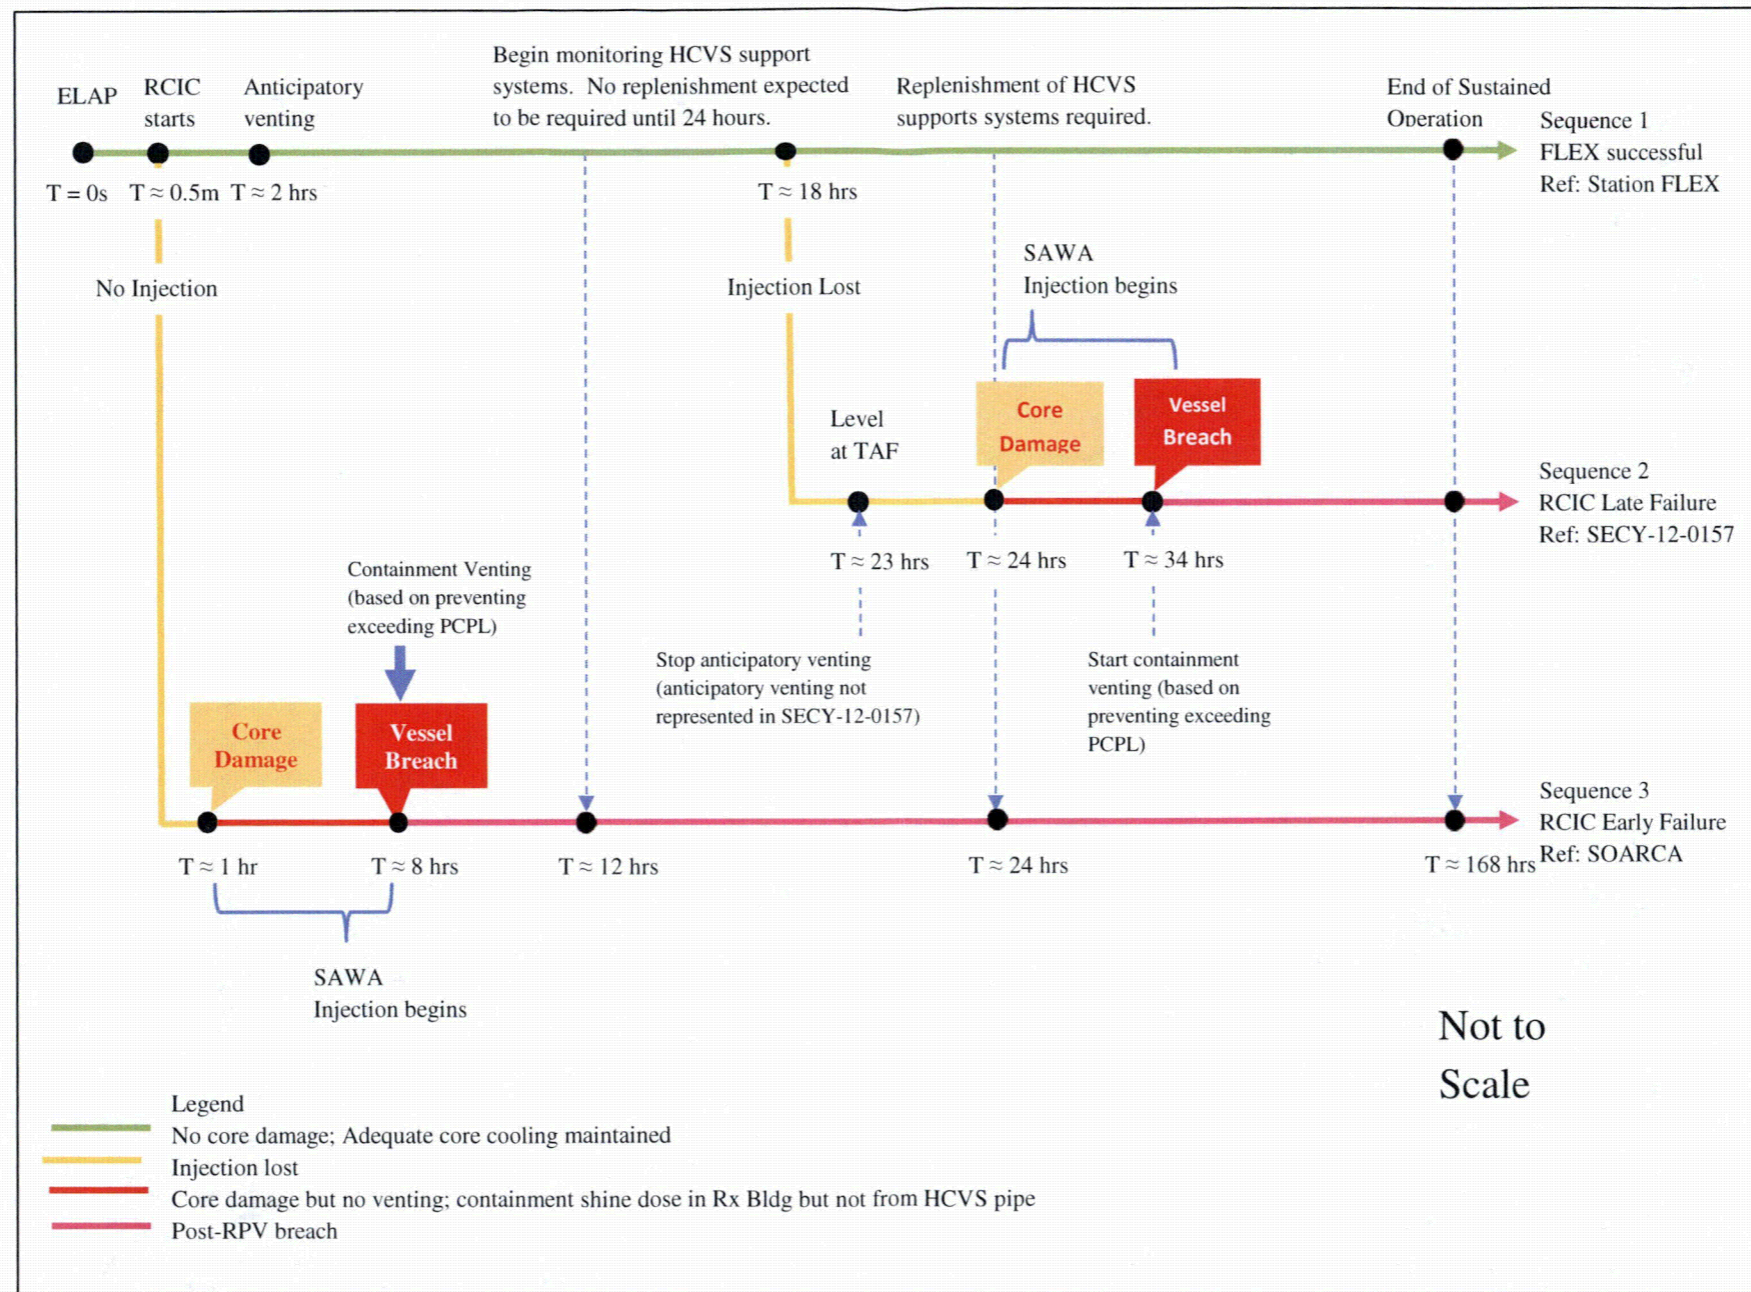 ELAP
RCIC
starts
Anticipatory
venting
Begin monitoring HCVS support
systems. No replenishment expected
to be required until 24 hours.
Replenishment of HCVS
supports systems required.
End of Sustained
Operation
Sequence 1
FLEX successful
Ref: Station FLEX
T = 0s
T ≈ 0.5m
T ≈ 2 hrs
T ≈ 18 hrs
No Injection
Injection Lost
SAWA
Injection begins
Level
at TAF
Core
Damage
Vessel
Breach
Sequence 2
RCIC Late Failure
Ref: SECY-12-0157
T ≈ 23 hrs
T ≈ 24 hrs
T ≈ 34 hrs
Containment Venting
(based on preventing
exceeding PCPL)
Stop anticipatory venting
(anticipatory venting not
represented in SECY-12-0157)
Start containment
venting (based on
preventing exceeding
PCPL)
Core
Damage
Vessel
Breach
Sequence 3
RCIC Early Failure
Ref: SOARCA
T ≈ 1 hr
T ≈ 8 hrs
T ≈ 12 hrs
T ≈ 24 hrs
T ≈ 168 hrs
SAWA
Injection begins
Not to
Scale
Legend
No core damage; Adequate core cooling maintained
Injection lost
Core damage but no venting; containment shine dose in Rx Bldg but not from HCVS pipe
Post-RPV breach